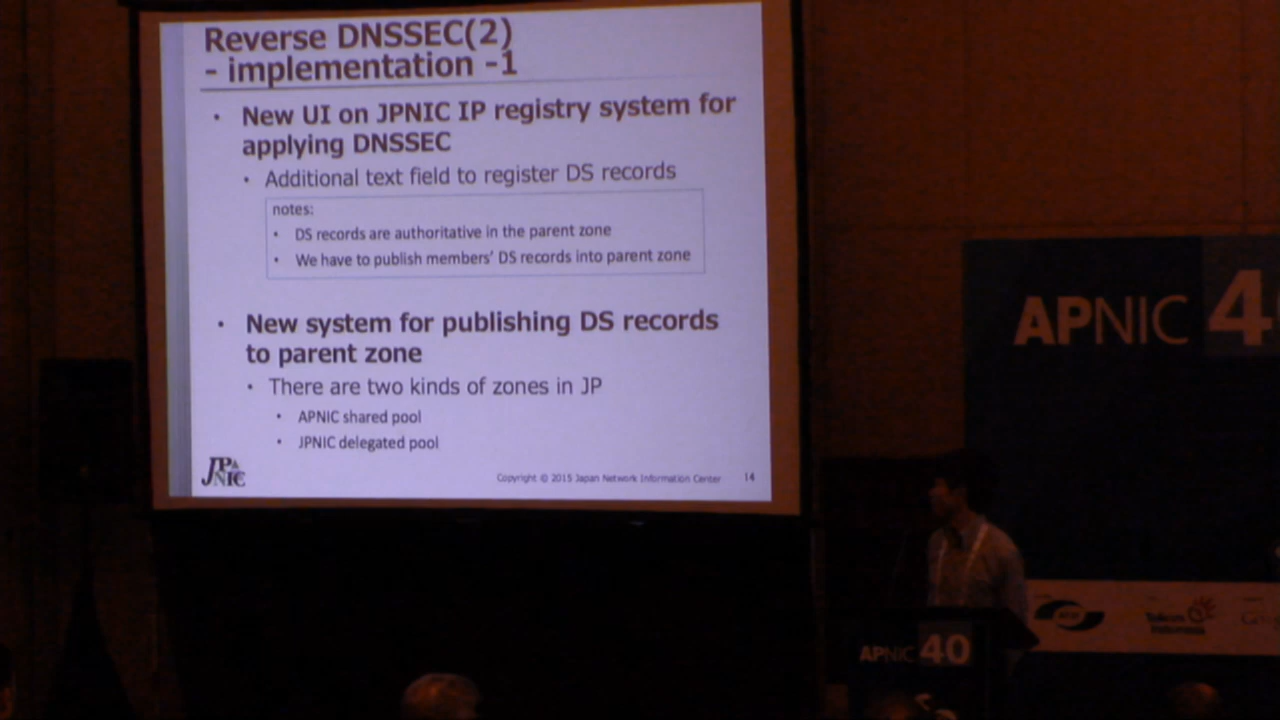 Reverse DNSSEC(2)
- implementation -1
• New UI on JPNIC IP registry system for
applying DNSSEC
• Additional text field to register DS records
notes:
• DS records are authoritative in the parent zone
• We have to publish members' DS records into parent zone
• New system for publishing DS records
to parent zone
• There are two kinds of zones in JP
• APNIC shared pool
• JPNIC delegated pool
JPNIC
Copyright © 2015 Japan Network Information Center 14
APNIC 4
Telkom
APNIC 40